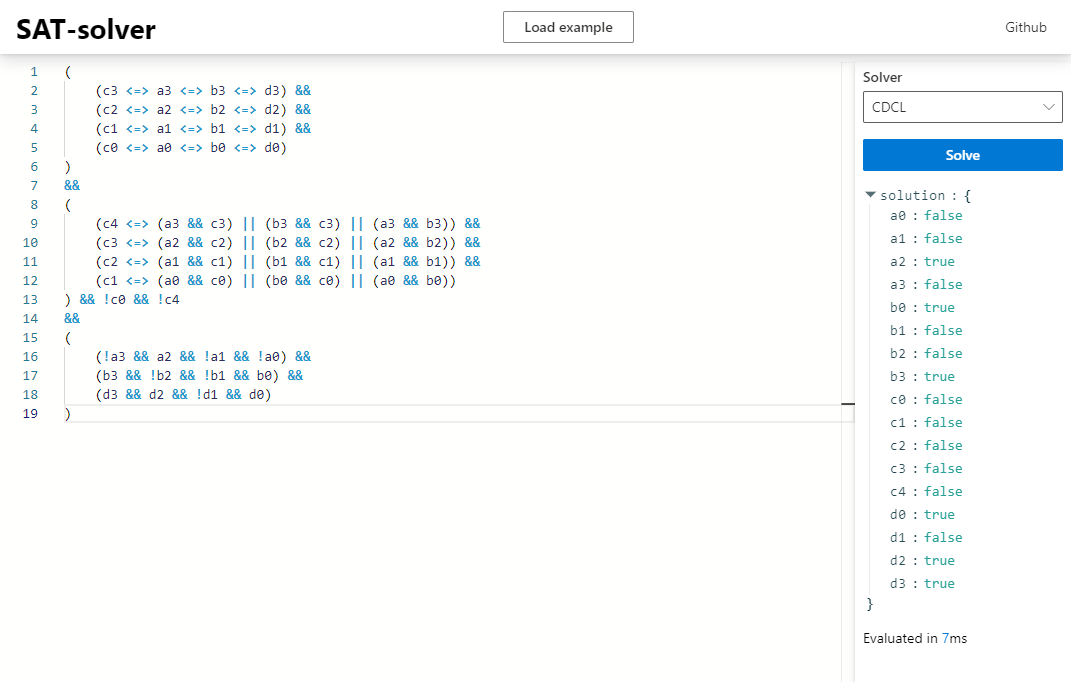 SAT-solver
Load example
Github
1 (
2 (c3 <=> a3 <=> b3 <=> d3) &&
3 (c2 <=> a2 <=> b2 <=> d2) &&
4 (c1 <=> a1 <=> b1 <=> d1) &&
5 (c0 <=> a0 <=> b0 <=> d0)
6 )
7 &&
8 (
9 (c4 <=> (a3 && c3) || (b3 && c3) || (a3 && b3)) &&
10 (c3 <=> (a2 && c2) || (b2 && c2) || (a2 && b2)) &&
11 (c2 <=> (a1 && c1) || (b1 && c1) || (a1 && b1)) &&
12 (c1 <=> (a0 && c0) || (b0 && c0) || (a0 && b0))
13 ) && !c0 && !c4
14 &&
15 (
16 (!a3 && a2 && !a1 && !a0) &&
17 (b3 && !b2 && !b1 && b0) &&
18 (d3 && d2 && !d1 && d0)
19 )
Solver
CDCL
Solve
solution : {
a0 : false
a1 : false
a2 : true
a3 : false
b0 : true
b1 : false
b2 : false
b3 : true
c0 : false
c1 : false
c2 : false
c3 : false
c4 : false
d0 : true
d1 : false
d2 : true
d3 : true
}
Evaluated in 7ms